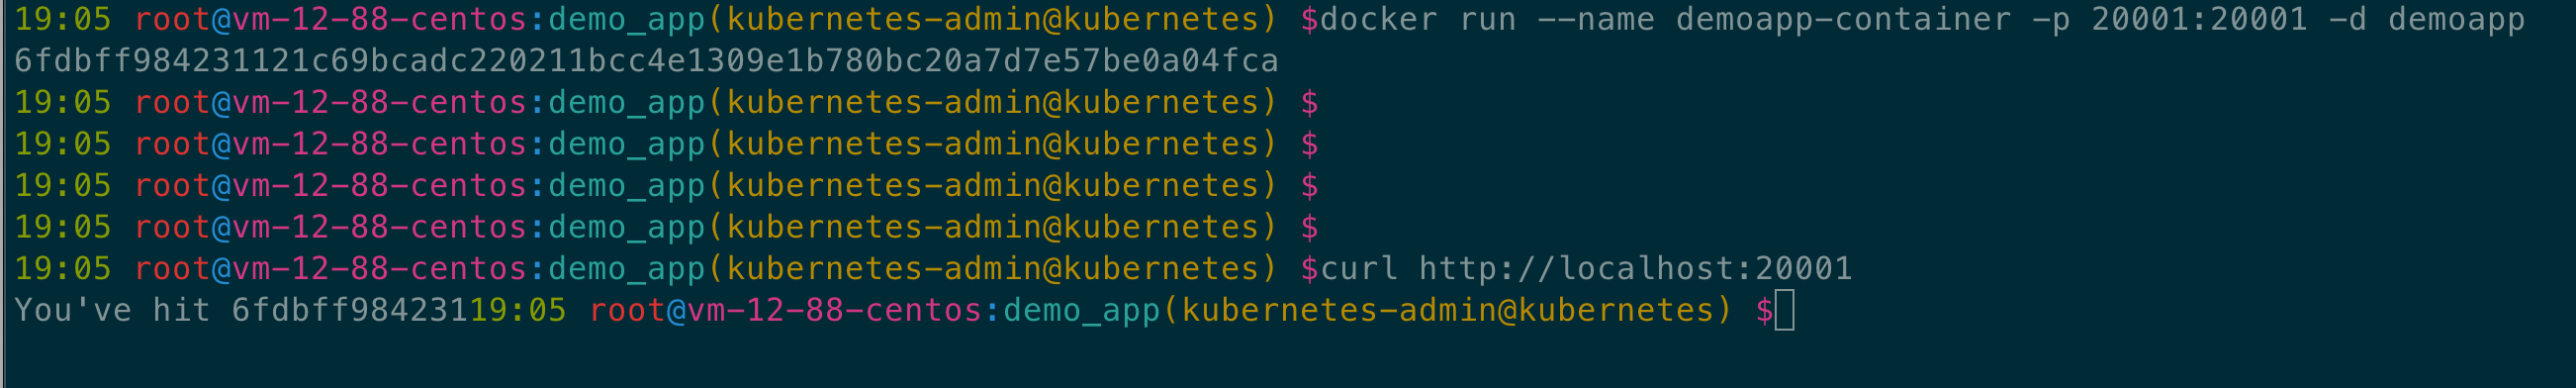 19:05 root@vm-12-88-centos:demo_app(kubernetes-admin@kubernetes) $docker run --name demoapp-container -p 20001:20001 -d demoapp
6fdbff984231121c69bcadc220211bcc4e1309e1b780bc20a7d7e57be0a04fca
19:05 root@vm-12-88-centos:demo_app(kubernetes-admin@kubernetes) $
19:05 root@vm-12-88-centos:demo_app(kubernetes-admin@kubernetes) $
19:05 root@vm-12-88-centos:demo_app(kubernetes-admin@kubernetes) $
19:05 root@vm-12-88-centos:demo_app(kubernetes-admin@kubernetes) $
19:05 root@vm-12-88-centos:demo_app(kubernetes-admin@kubernetes) $curl http://localhost:20001
You've hit 6fdbff98423119:05 root@vm-12-88-centos:demo_app(kubernetes-admin@kubernetes) $